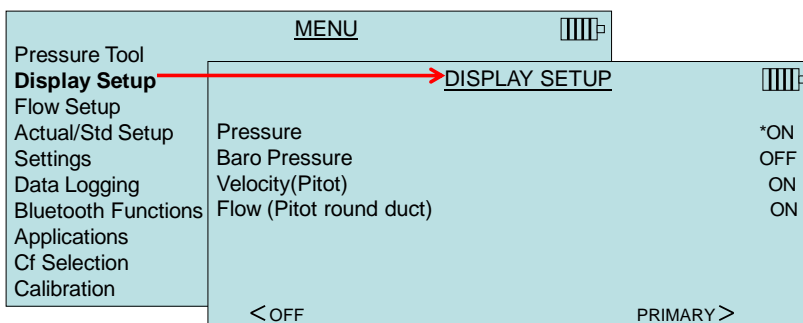 MENU
Pressure Tool
Display Setup
Flow Setup
Actual/Std Setup
Settings
Data Logging
Bluetooth Functions
Applications
Cf Selection
Calibration
DISPLAY SETUP
Pressure *ON
Baro Pressure OFF
Velocity(Pitot) ON
Flow (Pitot round duct) ON
<OFF PRIMARY>